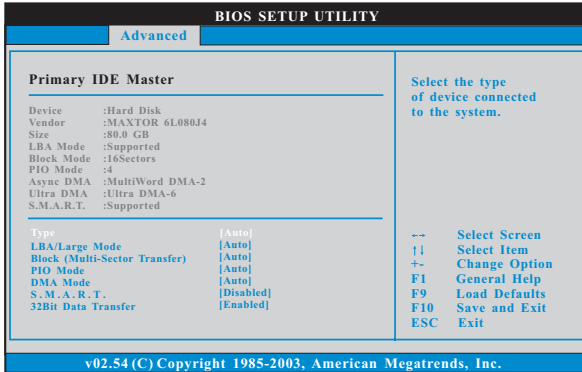 BIOS SETUP UTILITY
Advanced
Primary IDE Master
Device :Hard Disk
Vendor :MAXTOR 6L080J4
Size :80.0 GB
LBA Mode :Supported
Block Mode :16Sectors
PIO Mode :4
Async DMA :MultiWord DMA-2
Ultra DMA :Ultra DMA-6
S.M.A.R.T. :Supported
Type [Auto]
LBA/Large Mode [Auto]
Block (Multi-Sector Transfer) [Auto]
PIO Mode [Auto]
DMA Mode [Auto]
S.M.A.R.T. [Disabled]
32Bit Data Transfer [Enabled]
Select the type
of device connected
to the system.
←→ Select Screen
↑↓ Select Item
+- Change Option
F1 General Help
F9 Load Defaults
F10 Save and Exit
ESC Exit
v02.54 (C) Copyright 1985-2003, American Megatrends, Inc.